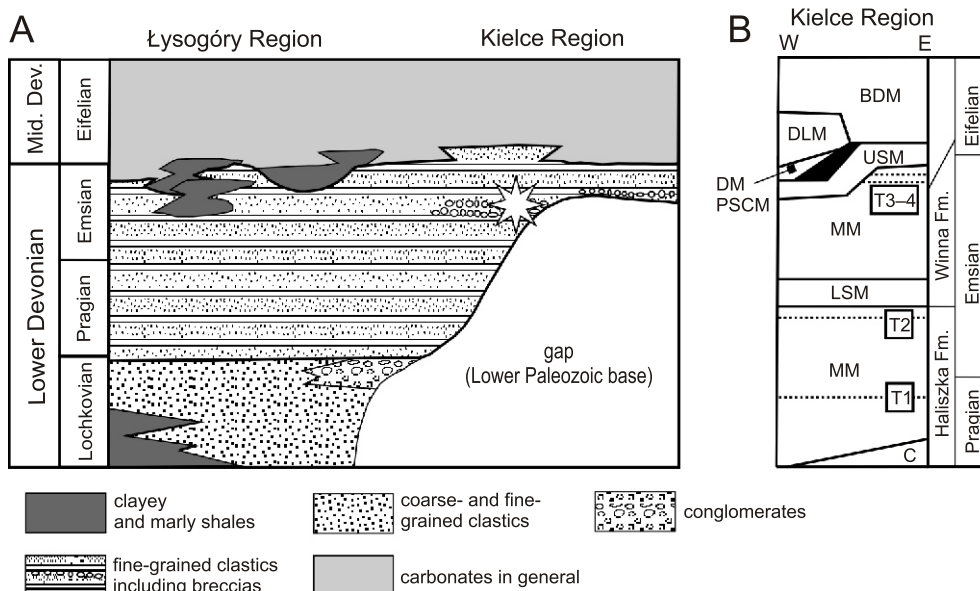 A
Łysogóry Region
Kielce Region
Mid. Dev.
Eifelian
Lower Devonian
Emsian
Pragian
Lochkovian
gap
(Lower Paleozoic base)
clayey
and marly shales
coarse- and fine-
grained clastics
conglomerates
fine-grained clastics
including breccias
carbonates in general
B
Kielce Region
W
E
BDM
DLM
USM
DM
PSCM
T3–4
MM
LSM
T2
MM
T1
C
Winna Fm.
Haliszka Fm.
Eifelian
Emsian
Pragian